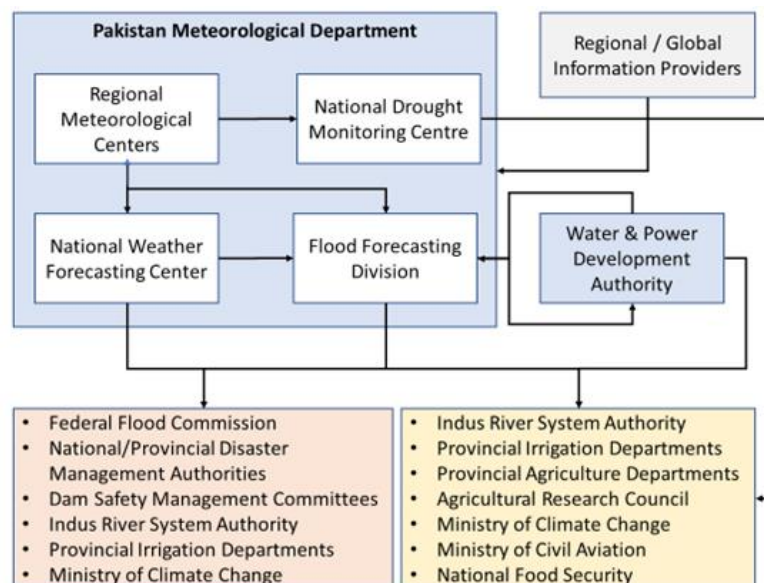 Pakistan Meteorological Department
Regional
Meteorological
Centers
National Drought
Monitoring Centre
Regional / Global
Information Providers
National Weather
Forecasting Center
Flood Forecasting
Division
Water & Power
Development
Authority
• Federal Flood Commission
• National/Provincial Disaster
Management Authorities
• Dam Safety Management Committees
• Indus River System Authority
• Provincial Irrigation Departments
• Ministry of Climate Change
• Indus River System Authority
• Provincial Irrigation Departments
• Provincial Agriculture Departments
• Agricultural Research Council
• Ministry of Climate Change
• Ministry of Civil Aviation
• National Food Security